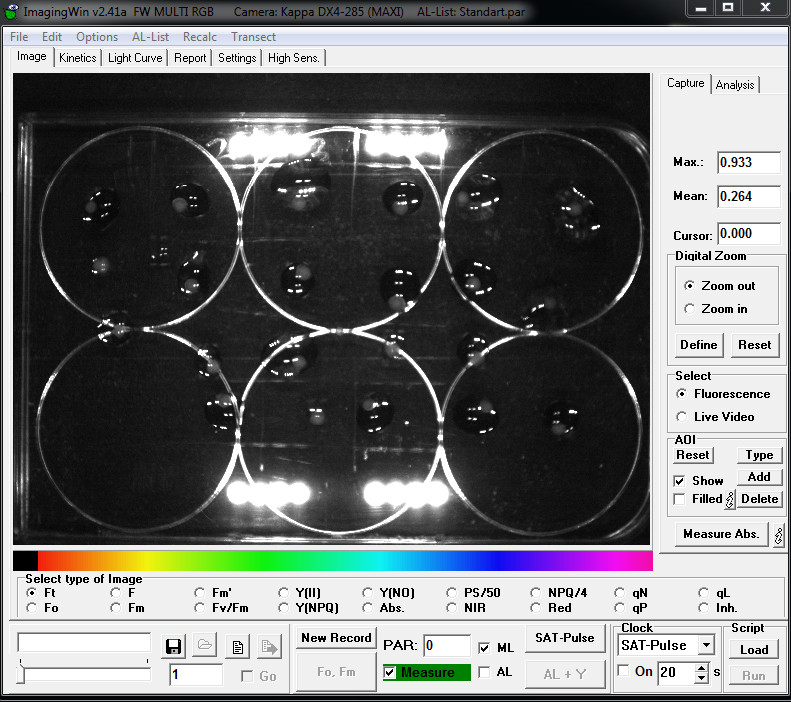 ImagingWin v2.41a FW MULTI RGB Camera: Kappa DX4-285 (MAXI) AL-List: Standart.par
File Edit Options AL-List Recalc Transect
Image Kinetics Light Curve Report Settings High Sens.
Capture Analysis
Max.: 0.933
Mean: 0.264
Cursor: 0.000
Digital Zoom
Zoom out
Zoom in
Define Reset
Select
Fluorescence
Live Video
AOI
Reset Type
Show Add
Filled Delete
Measure Abs.
Select type of Image
Ft F Fm' Y(II) Y(NO) PS/50 NPQ/4 qN qL
Fo Fm Fv/Fm Y(NPQ) Abs. NIR Red qP Inh.
New Record PAR: 0 ML SAT-Pulse Clock SAT-Pulse Script Load
1 Go Fo, Fm Measure AL AL + Y On 20 s Run